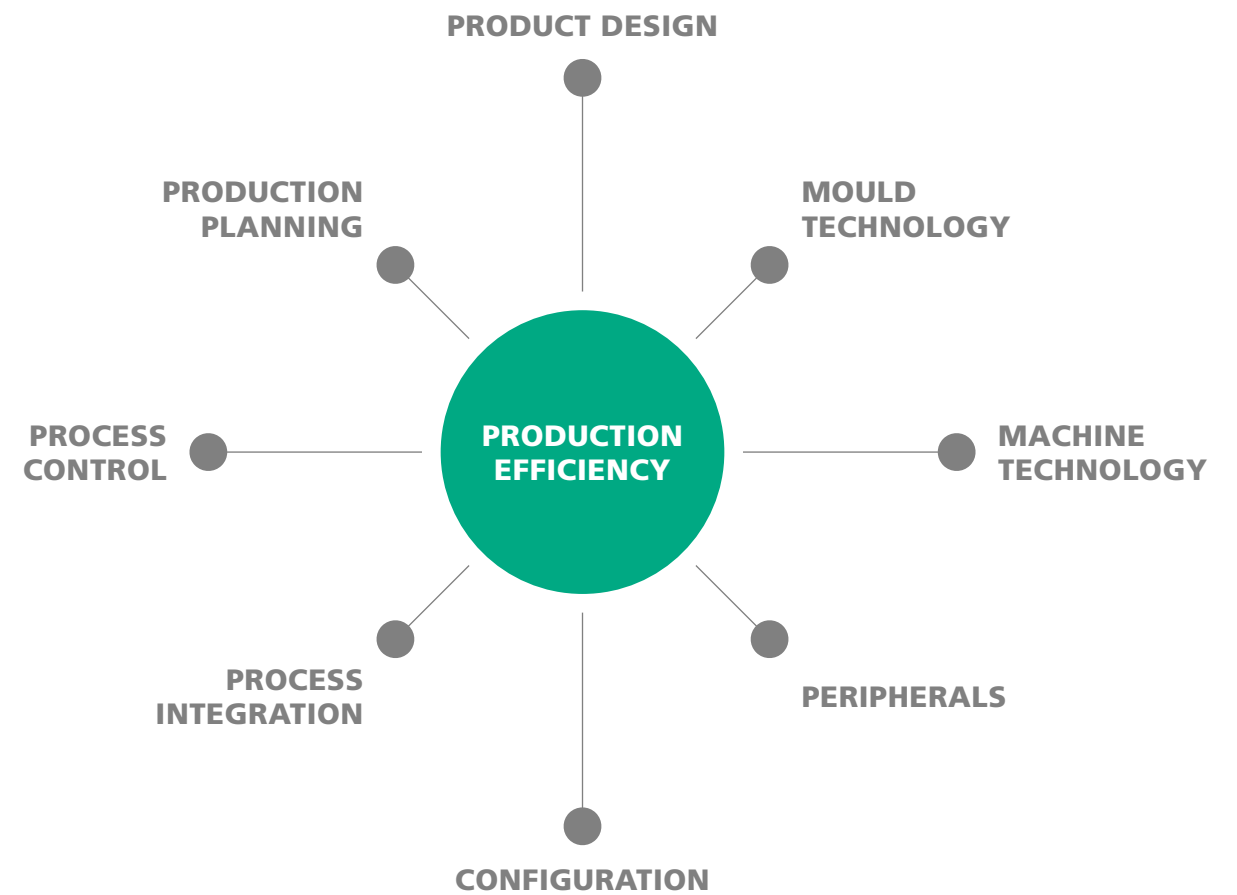 PRODUCT DESIGN
PRODUCTION
PLANNING
MOULD
TECHNOLOGY
PROCESS
CONTROL
PRODUCTION
EFFICIENCY
MACHINE
TECHNOLOGY
PROCESS
INTEGRATION
PERIPHERALS
CONFIGURATION